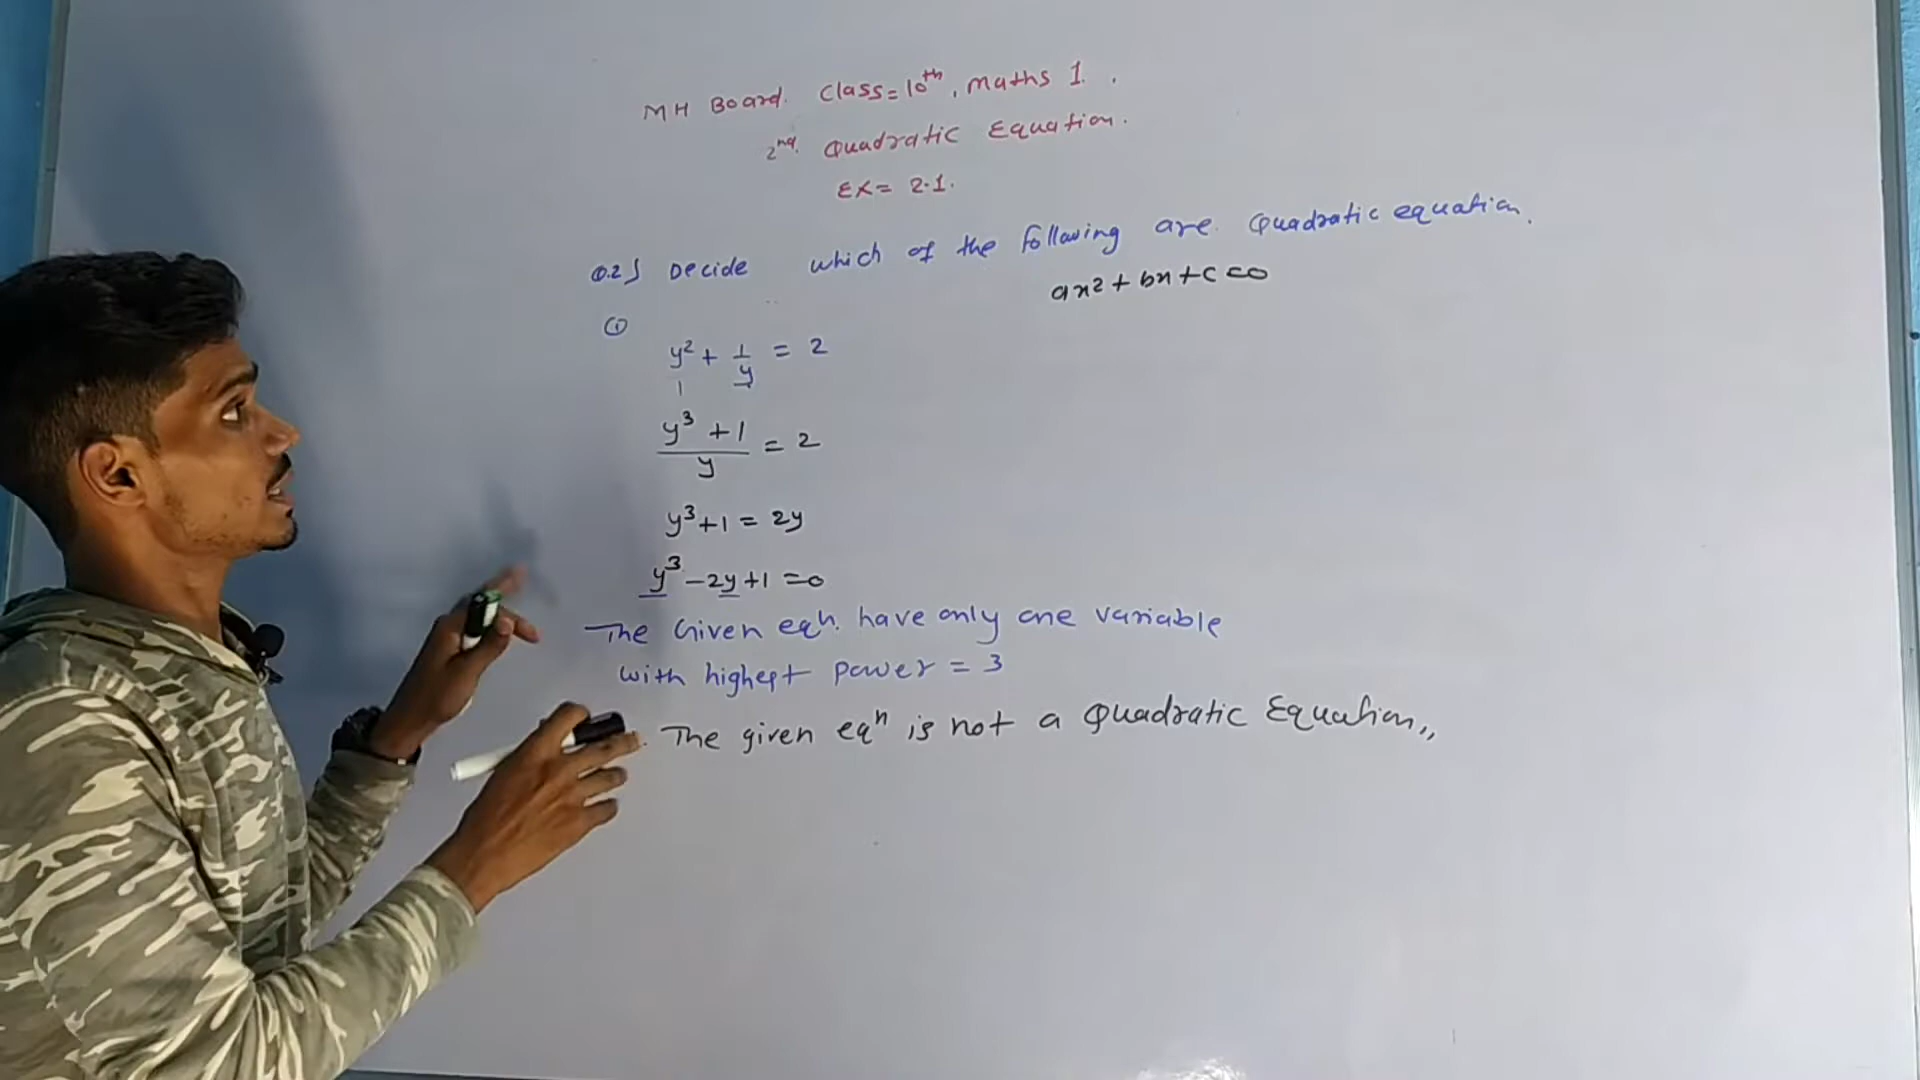 MH Board. Class=10th, Maths 1.
2nd. Quadratic Equation.
EX= 2.1.
Q.2) Decide which of the following are Quadratic equation.
ax² + bx + c = 0
①
y² + 1/y = 2
1
y³ + 1 / y = 2
y³ + 1 = 2y
y³ - 2y + 1 = 0
The Given eqn. have only one variable
with highest power = 3
The given eqn is not a Quadratic Equation,,